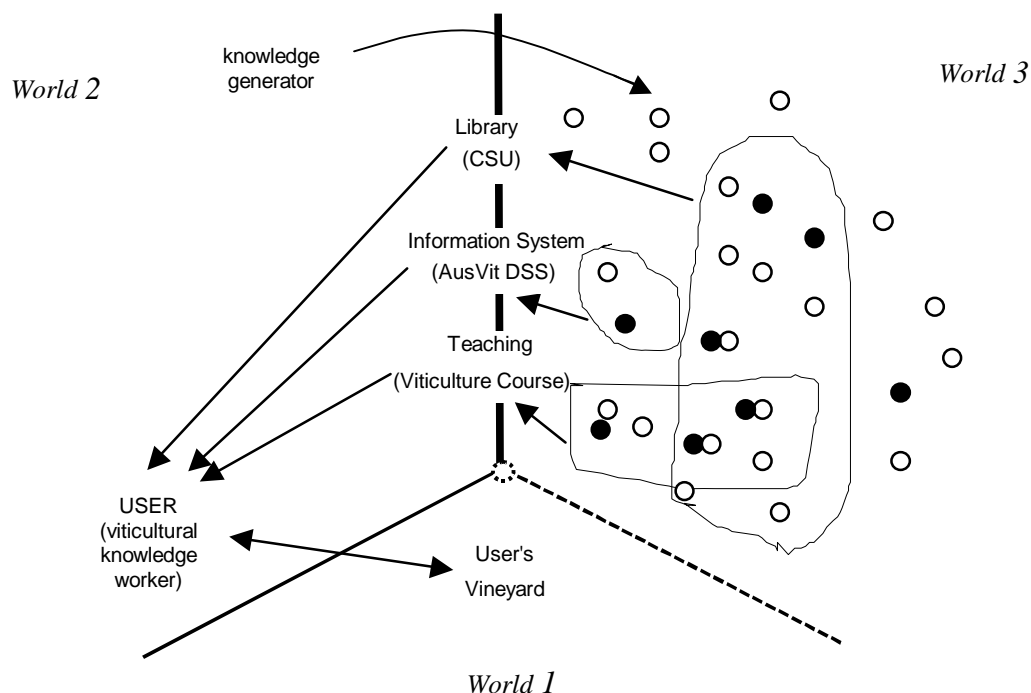 knowledge
generator
World 2
World 3
Library
(CSU)
Information System
(AusVit DSS)
Teaching
(Viticulture Course)
USER
(viticultural
knowledge
worker)
User's
Vineyard
World 1